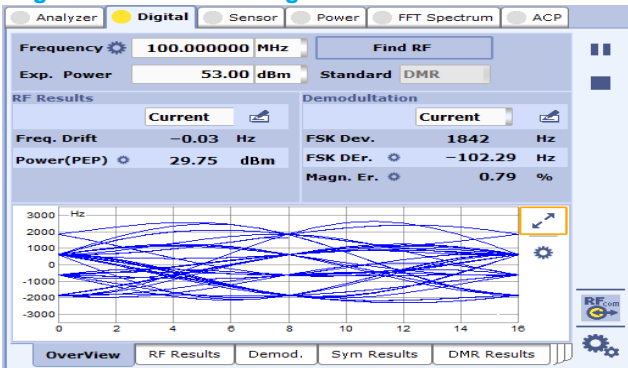 Analyzer Digital Sensor Power FFT Spectrum ACP
Frequency 100.000000 MHz Find RF
Exp. Power 53.00 dBm Standard DMR
RF Results Demodultation
Current Current
Freq. Drift −0.03 Hz FSK Dev. 1842 Hz
Power(PEP) 29.75 dBm FSK DEr. −102.29 Hz
Magn. Er. 0.79 %
3000 Hz
2000
1000
0
-1000
-2000
-3000
0 2 4 6 8 10 12 14 16
RF com
OverView RF Results Demod. Sym Results DMR Results